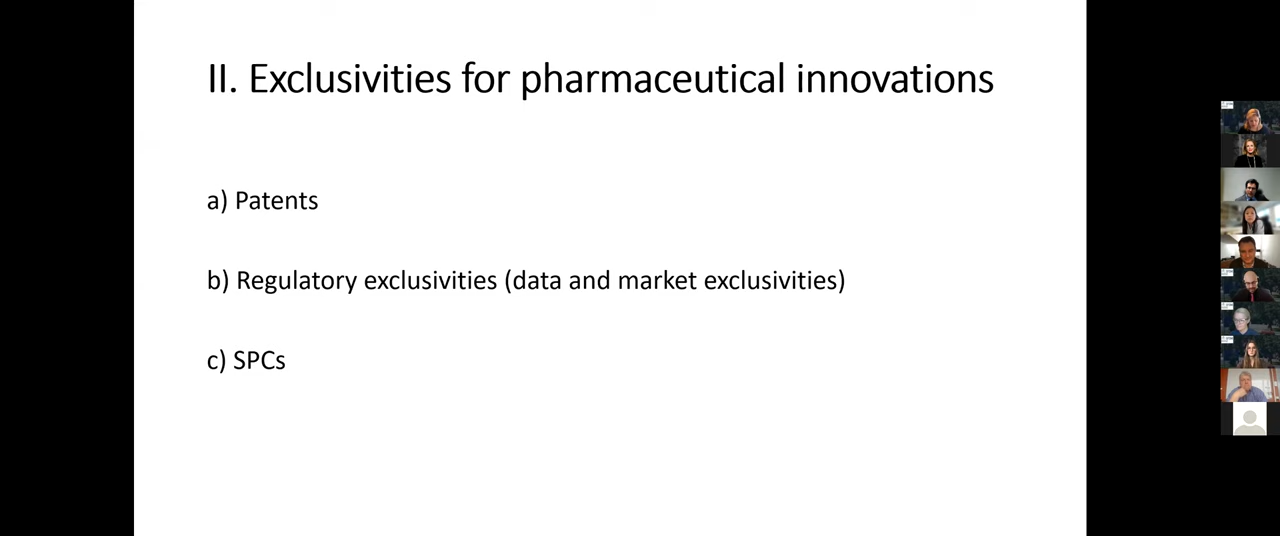 II. Exclusivities for pharmaceutical innovations
a) Patents
b) Regulatory exclusivities (data and market exclusivities)
c) SPCs